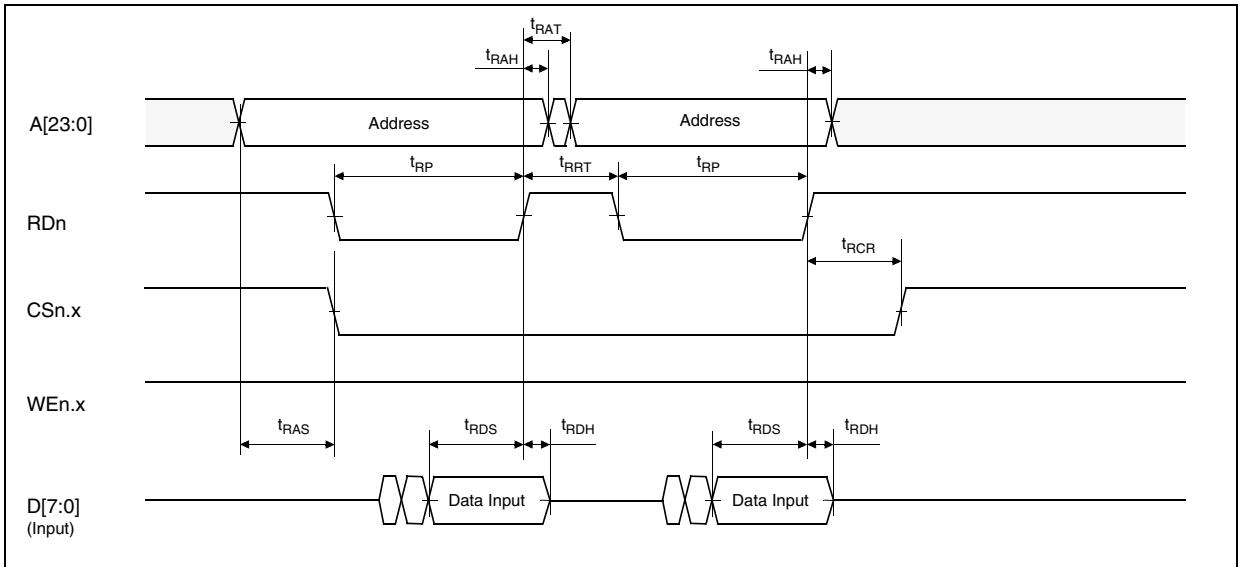 tRAT
tRAH
tRAH
A[23:0]
Address
Address
tRP
tRRT
tRP
RDn
tRCR
CSn.x
WEn.x
tRAS
tRDS
tRDH
tRDS
tRDH
D[7:0]
(Input)
Data Input
Data Input